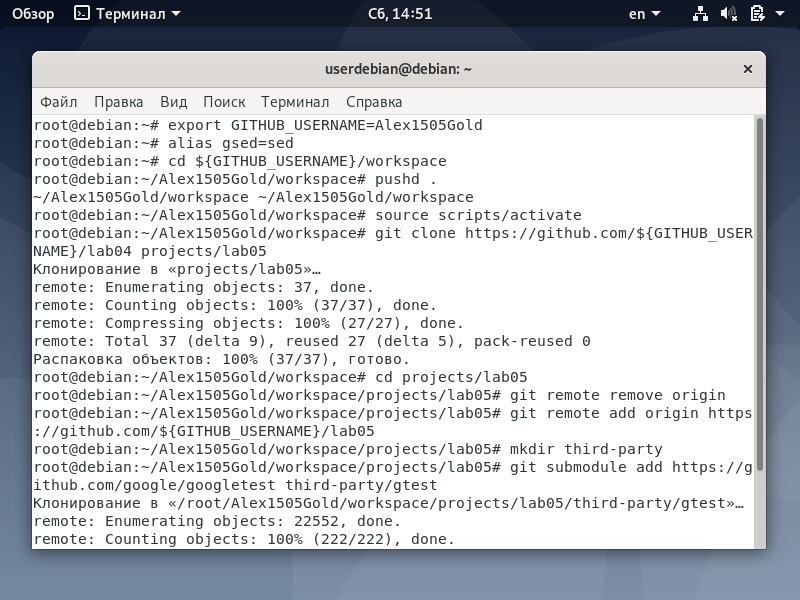 Обзор Терминал Сб, 14:51 en
userdebian@debian: ~ ×
Файл Правка Вид Поиск Терминал Справка
root@debian:~# export GITHUB_USERNAME=Alex1505Gold
root@debian:~# alias gsed=sed
root@debian:~# cd ${GITHUB_USERNAME}/workspace
root@debian:~/Alex1505Gold/workspace# pushd .
~/Alex1505Gold/workspace ~/Alex1505Gold/workspace
root@debian:~/Alex1505Gold/workspace# source scripts/activate
root@debian:~/Alex1505Gold/workspace# git clone https://github.com/${GITHUB_USER
NAME}/lab04 projects/lab05
Клонирование в «projects/lab05»…
remote: Enumerating objects: 37, done.
remote: Counting objects: 100% (37/37), done.
remote: Compressing objects: 100% (27/27), done.
remote: Total 37 (delta 9), reused 27 (delta 5), pack-reused 0
Распаковка объектов: 100% (37/37), готово.
root@debian:~/Alex1505Gold/workspace# cd projects/lab05
root@debian:~/Alex1505Gold/workspace/projects/lab05# git remote remove origin
root@debian:~/Alex1505Gold/workspace/projects/lab05# git remote add origin https
://github.com/${GITHUB_USERNAME}/lab05
root@debian:~/Alex1505Gold/workspace/projects/lab05# mkdir third-party
root@debian:~/Alex1505Gold/workspace/projects/lab05# git submodule add https://g
ithub.com/google/googletest third-party/gtest
Клонирование в «/root/Alex1505Gold/workspace/projects/lab05/third-party/gtest»…
remote: Enumerating objects: 22552, done.
remote: Counting objects: 100% (222/222), done.